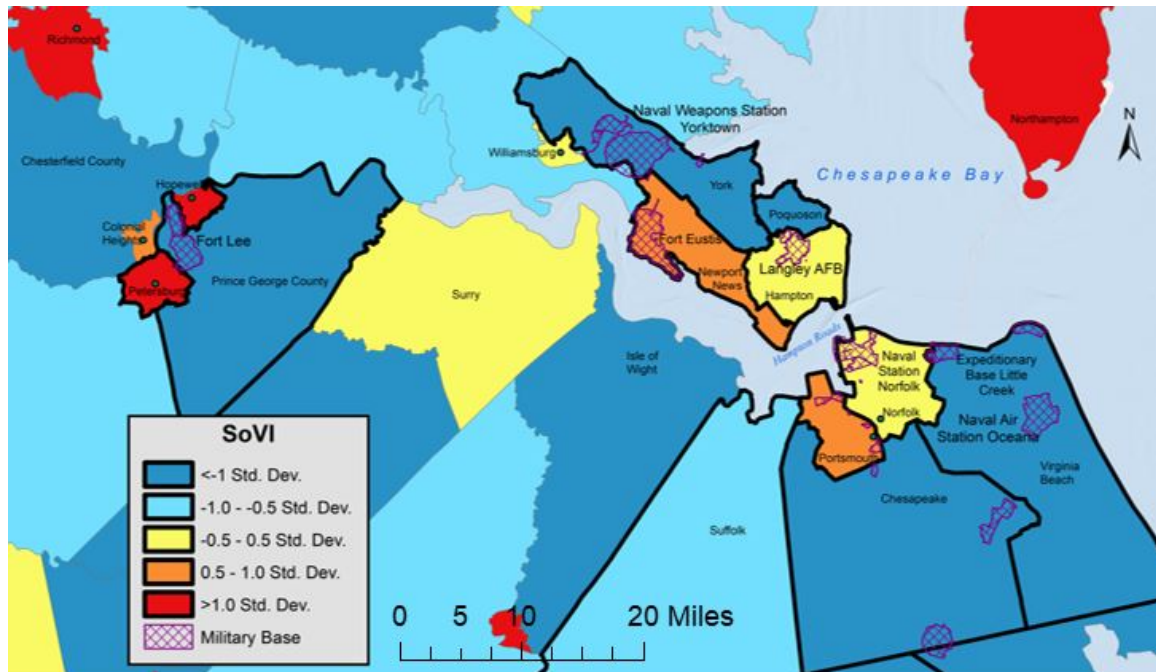 Richmond
Northampton
N
Naval Weapons Station
Yorktown
Williamsburg
Chesterfield County
Chesapeake Bay
York
Poquoson
Colonial
Heights
Fort Lee
Fort Eustis
Prince George County
Newport
News
Langley AFB
Hampton
Petersburg
Surry
Hampton Roads
Isle of
Wight
Naval
Station
Norfolk
Expeditionary
Base Little
Creek
Norfolk
Naval Air
Station Oceana
Portsmouth
Virginia
Beach
Chesapeake
Suffolk
SoVI
<-1 Std. Dev.
-1.0 - -0.5 Std. Dev.
-0.5 - 0.5 Std. Dev.
0.5 - 1.0 Std. Dev.
>1.0 Std. Dev.
Military Base
0 5 10 20 Miles